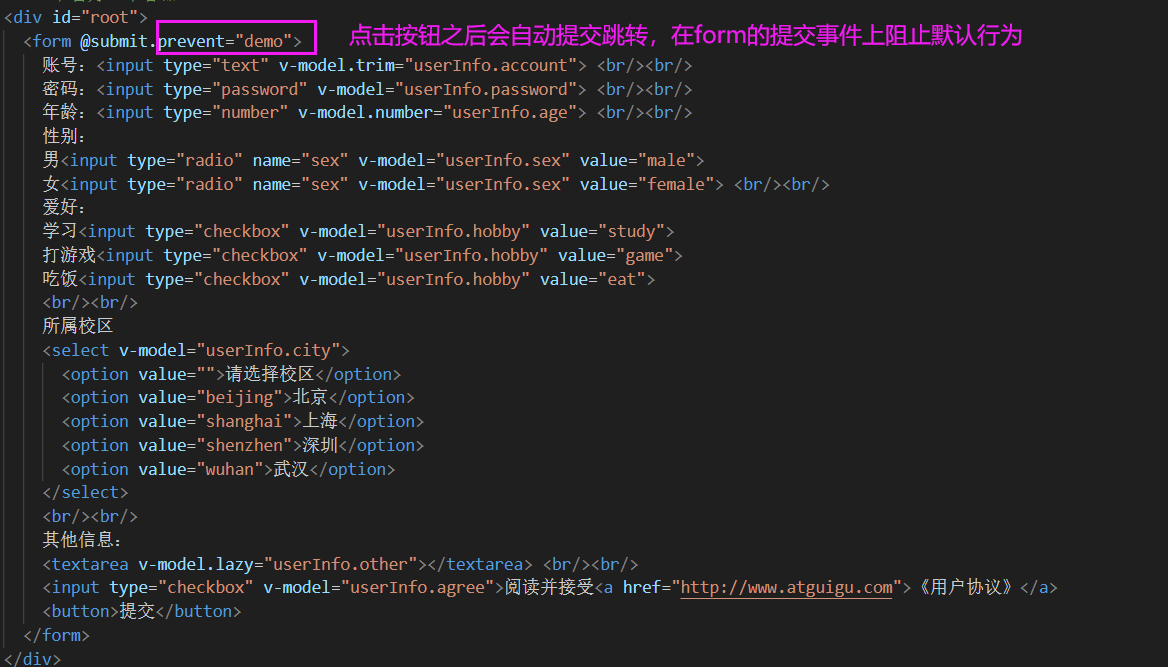 <div id="root">
<form @submit.prevent="demo"> 点击按钮之后会自动提交跳转，在form的提交事件上阻止默认行为
账号：<input type="text" v-model.trim="userInfo.account"> <br/><br/>
密码：<input type="password" v-model="userInfo.password"> <br/><br/>
年龄：<input type="number" v-model.number="userInfo.age"> <br/><br/>
性别：
男<input type="radio" name="sex" v-model="userInfo.sex" value="male">
女<input type="radio" name="sex" v-model="userInfo.sex" value="female"> <br/><br/>
爱好：
学习<input type="checkbox" v-model="userInfo.hobby" value="study">
打游戏<input type="checkbox" v-model="userInfo.hobby" value="game">
吃饭<input type="checkbox" v-model="userInfo.hobby" value="eat">
<br/><br/>
所属校区
<select v-model="userInfo.city">
<option value="">请选择校区</option>
<option value="beijing">北京</option>
<option value="shanghai">上海</option>
<option value="shenzhen">深圳</option>
<option value="wuhan">武汉</option>
</select>
<br/><br/>
其他信息：
<textarea v-model.lazy="userInfo.other"></textarea> <br/><br/>
<input type="checkbox" v-model="userInfo.agree">阅读并接受<a href="http://www.atguigu.com">《用户协议》</a>
<button>提交</button>
</form>
</div>